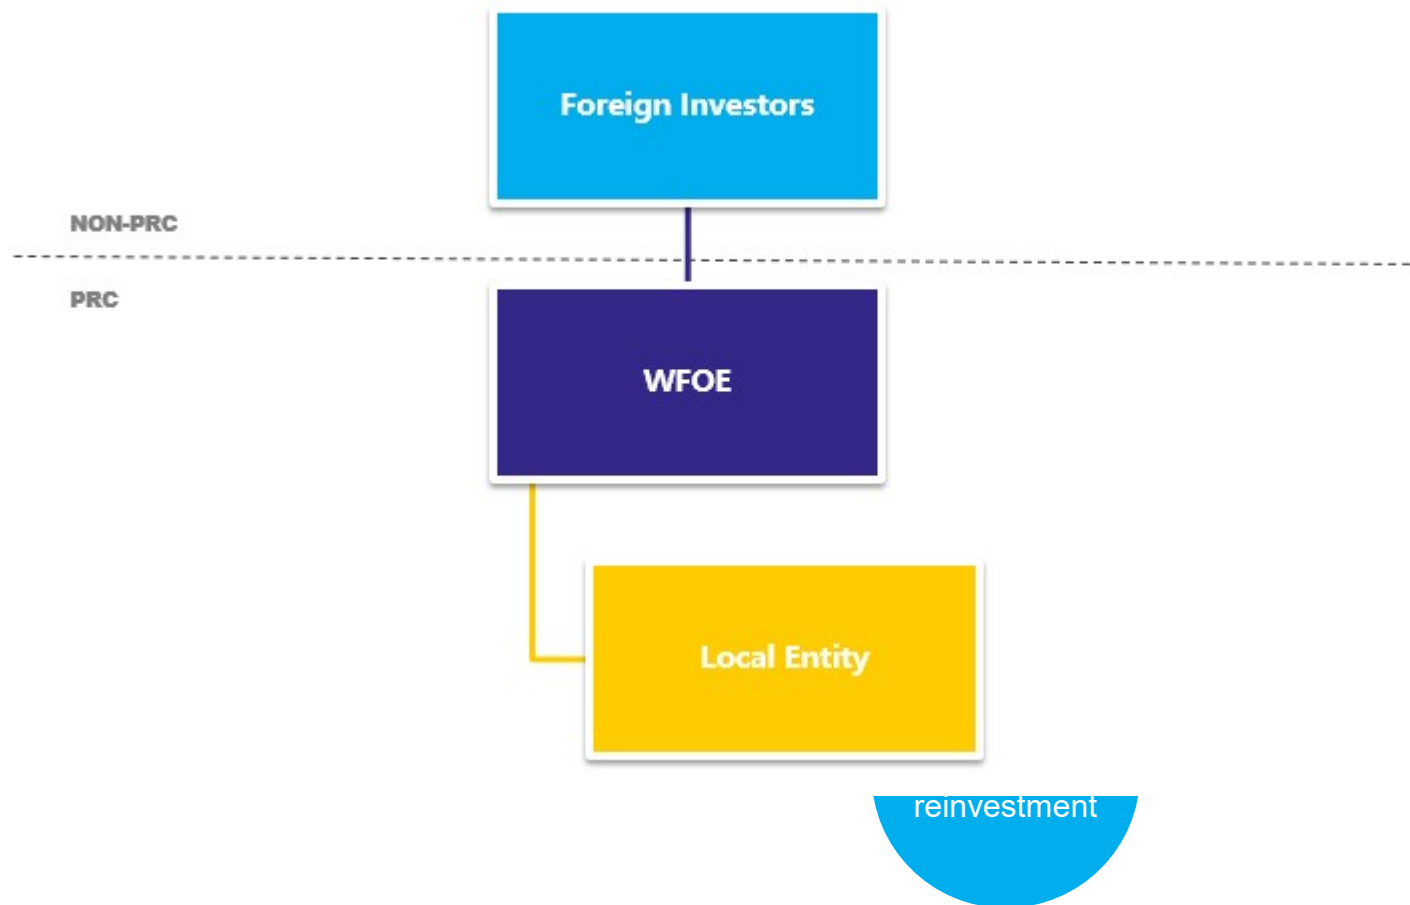 Foreign Investors
NON-PRC
PRC
WFOE
Local Entity
reinvestment